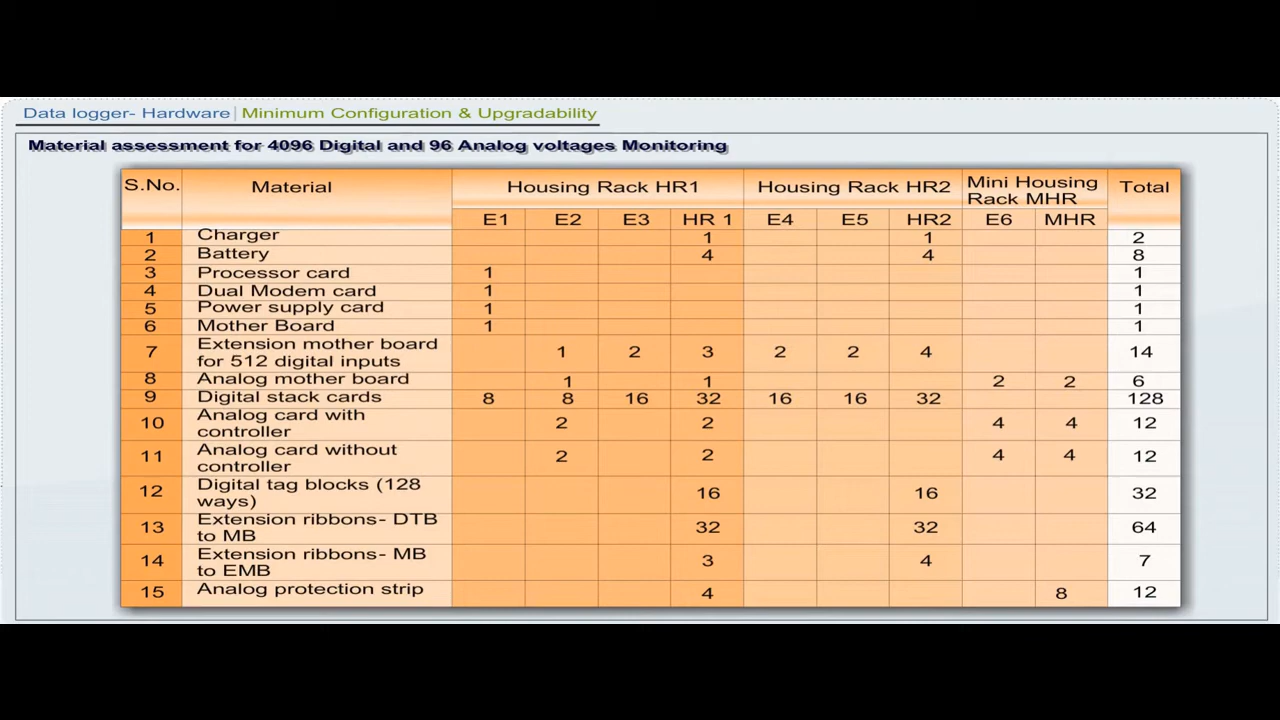 Data logger- Hardware| Minimum Configuration & Upgradability
Material assessment for 4096 Digital and 96 Analog voltages Monitoring
S.No. Material Housing Rack HR1 Housing Rack HR2 Mini Housing Rack MHR Total
E1 E2 E3 HR 1 E4 E5 HR2 E6 MHR
1 Charger 1 1 2
2 Battery 4 4 8
3 Processor card 1 1
4 Dual Modem card 1 1
5 Power supply card 1 1
6 Mother Board 1 1
7 Extension mother board for 512 digital inputs 1 2 3 2 2 4 14
8 Analog mother board 1 1 2 2 6
9 Digital stack cards 8 8 16 32 16 16 32 128
10 Analog card with controller 2 2 4 4 12
11 Analog card without controller 2 2 4 4 12
12 Digital tag blocks (128 ways) 16 16 32
13 Extension ribbons- DTB to MB 32 32 64
14 Extension ribbons- MB to EMB 3 4 7
15 Analog protection strip 4 8 12